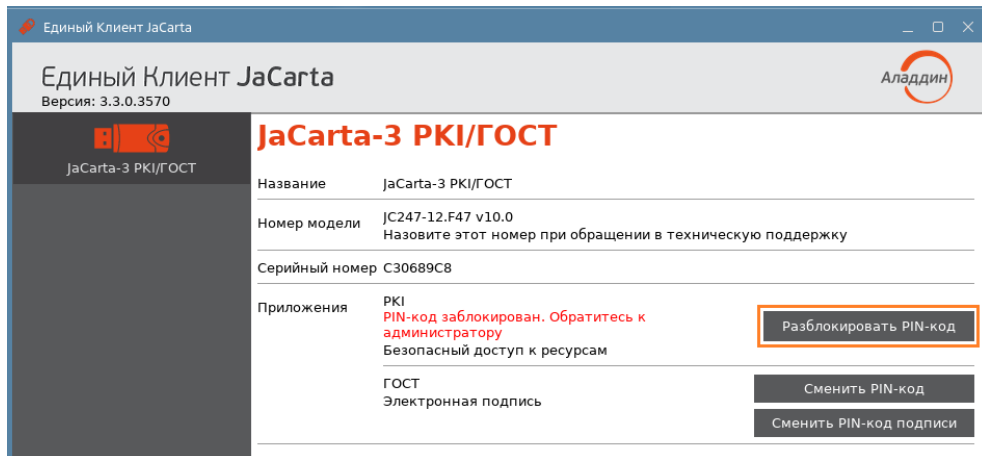 Единый Клиент JaCarta
Единый Клиент JaCarta
Версия: 3.3.0.3570
Аладдин
JaCarta-3 PKI/ГОСТ
JaCarta-3 PKI/ГОСТ
Название JaCarta-3 PKI/ГОСТ
Номер модели JC247-12.F47 v10.0
Назовите этот номер при обращении в техническую поддержку
Серийный номер C30689C8
Приложения PKI
PIN-код заблокирован. Обратитесь к
администратору
Безопасный доступ к ресурсам
Разблокировать PIN-код
ГОСТ
Электронная подпись
Сменить PIN-код
Сменить PIN-код подписи